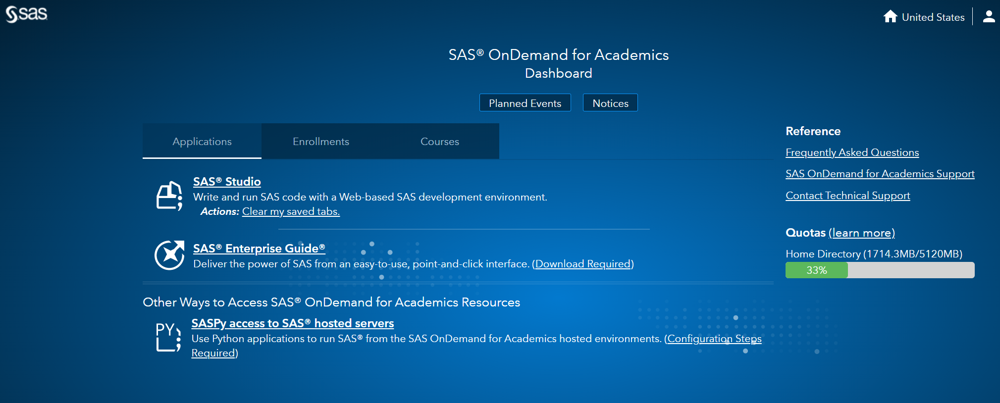 sas
United States
SAS® OnDemand for Academics
Dashboard
Planned Events
Notices
Applications
Enrollments
Courses
SAS® Studio
Write and run SAS code with a Web-based SAS development environment.
Actions: Clear my saved tabs.
SAS® Enterprise Guide®
Deliver the power of SAS from an easy-to-use, point-and-click interface. (Download Required)
Other Ways to Access SAS® OnDemand for Academics Resources
PY
SASPy access to SAS® hosted servers
Use Python applications to run SAS® from the SAS OnDemand for Academics hosted environments. (Configuration Steps
Required)
Reference
Frequently Asked Questions
SAS OnDemand for Academics Support
Contact Technical Support
Quotas (learn more)
Home Directory (1714.3MB/5120MB)
33%